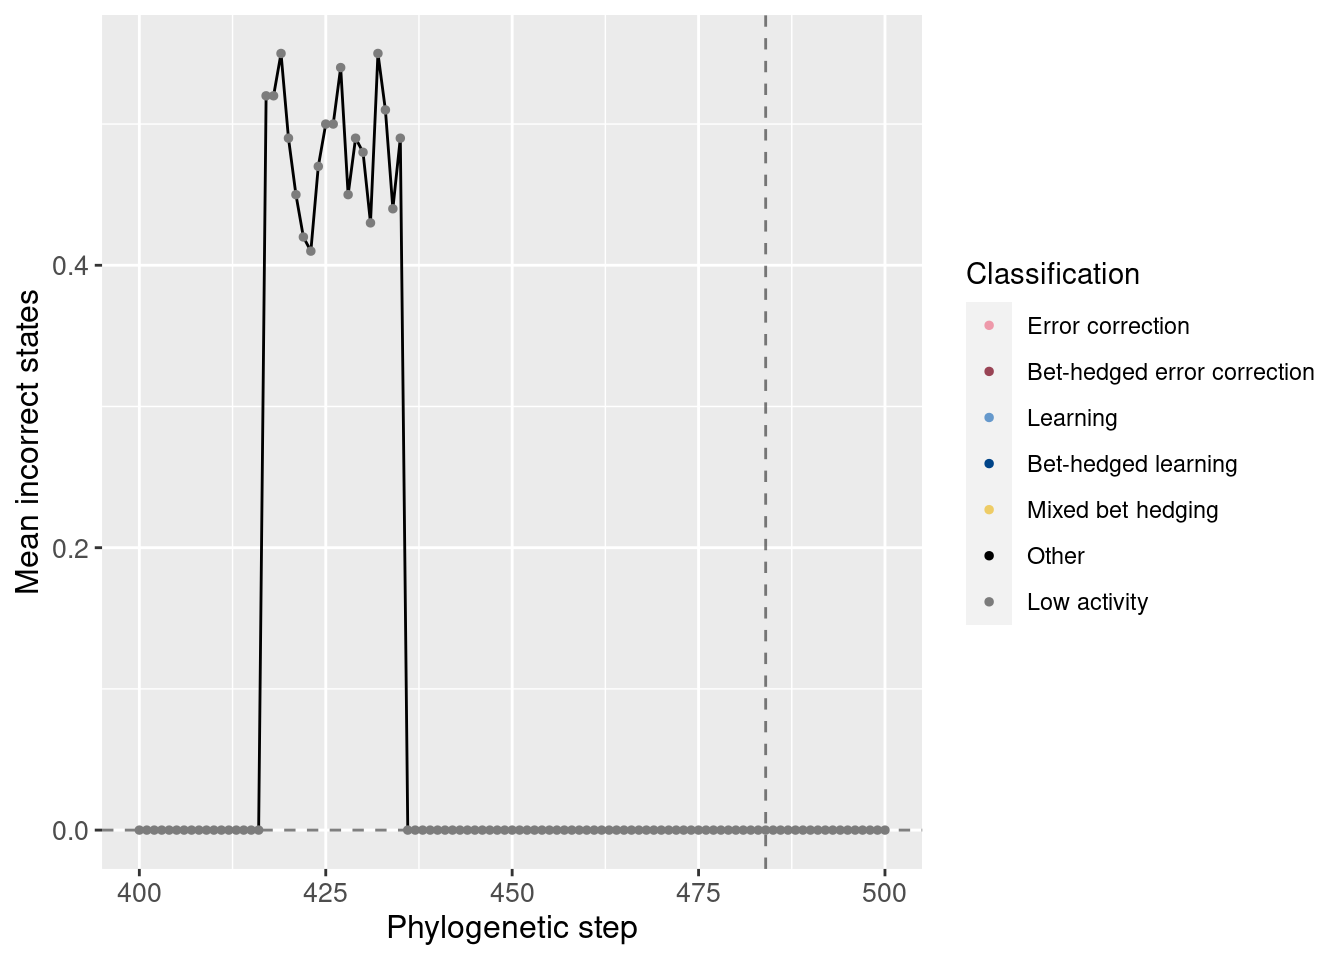 Mean incorrect states
0.4
0.2
0.0
400 425 450 475 500
Phylogenetic step
Classification
Error correction
Bet-hedged error correction
Learning
Bet-hedged learning
Mixed bet hedging
Other
Low activity